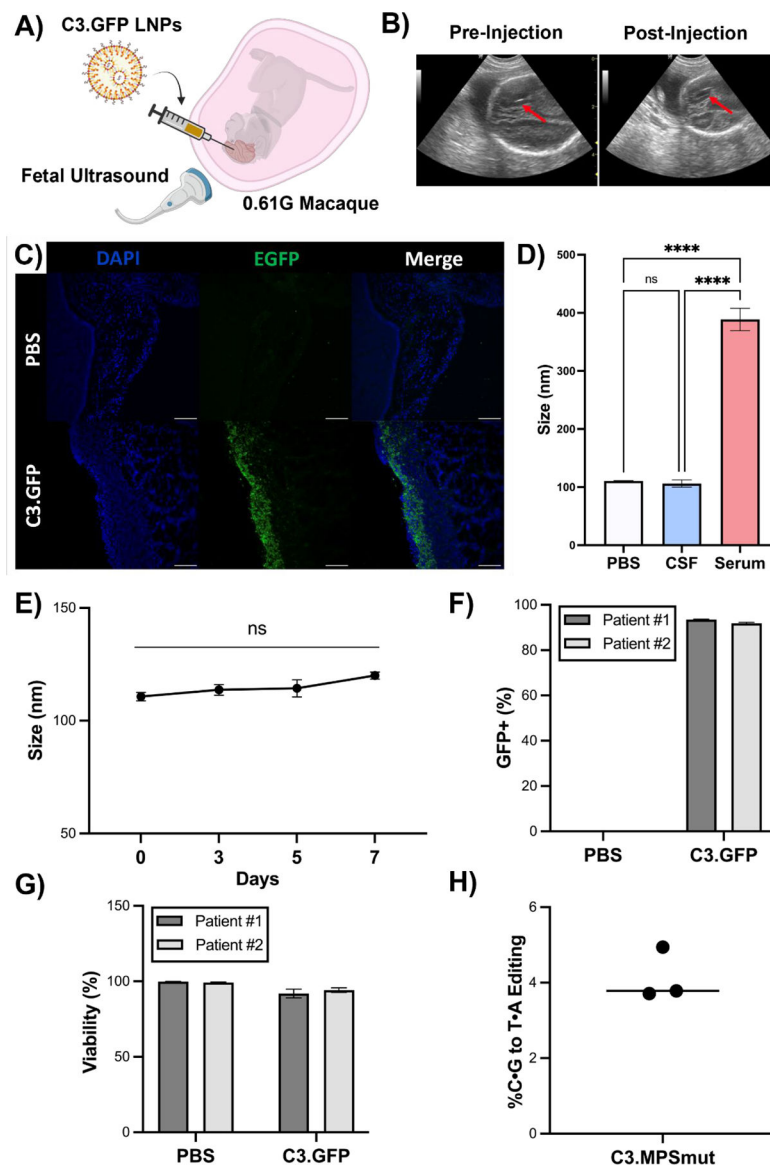 A)
C3.GFP LNPs
Fetal Ultrasound
0.61G Macaque
B)
Pre-Injection
Post-Injection
C)
DAPI
EGFP
Merge
PBS
C3.GFP
D)
****
ns
****
500
400
300
200
100
0
Size (nm)
PBS
CSF
Serum
E)
150
100
50
Size (nm)
ns
0
3
5
7
Days
F)
Patient #1
Patient #2
100
80
60
40
20
0
GFP+ (%)
PBS
C3.GFP
G)
Patient #1
Patient #2
150
100
50
0
Viability (%)
PBS
C3.GFP
H)
6
4
2
0
%C•G to T•A Editing
C3.MPSmut